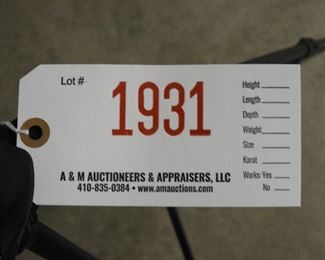 Lot #
1931
A & M AUCTIONEERS & APPRAISERS, LLC
410-835-0384 • www.amauctions.com
Height
Length
Depth
Weight
Size
Karat
Works: Yes
No